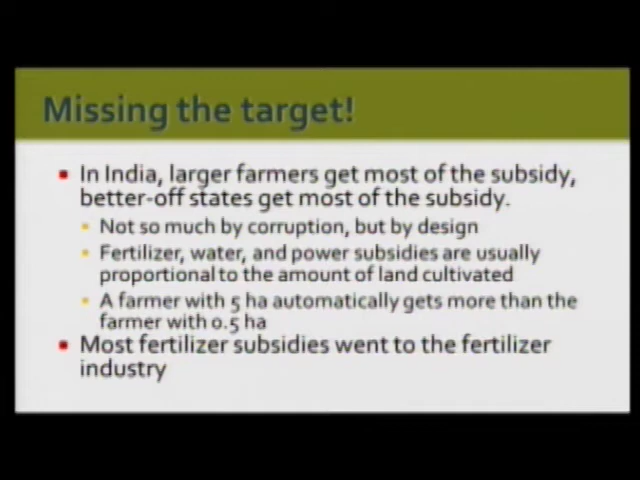 Missing the target!
In India, larger farmers get most of the subsidy,
better-off states get most of the subsidy.
Not so much by corruption, but by design
Fertilizer, water, and power subsidies are usually
proportional to the amount of land cultivated
A farmer with 5 ha automatically gets more than the
farmer with 0.5 ha
Most fertilizer subsidies went to the fertilizer
industry